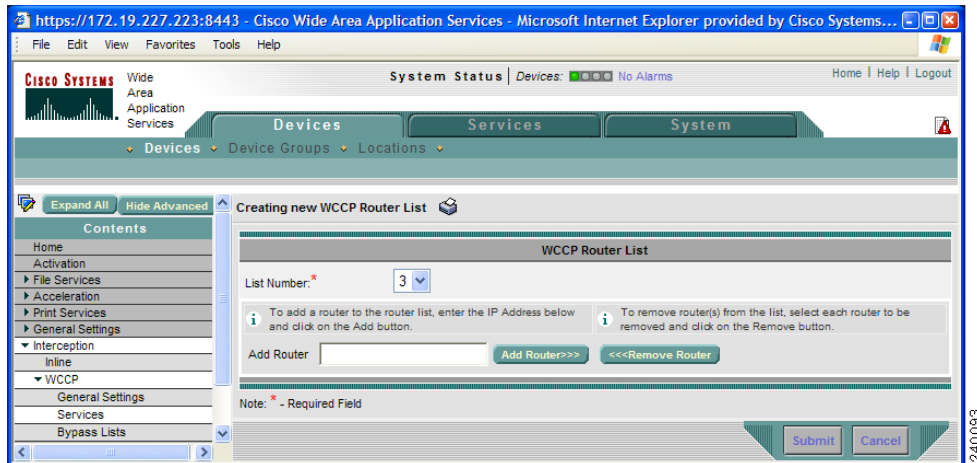 https://172.19.227.223:8443 - Cisco Wide Area Application Services - Microsoft Internet Explorer provided by Cisco Systems...
File Edit View Favorites Tools Help
CISCO SYSTEMS
Wide
Area
Application
Services
System Status Devices: No Alarms
Home | Help | Logout
Devices Services System
Devices Device Groups Locations
Expand All Hide Advanced
Contents
Home
Activation
File Services
Acceleration
Print Services
General Settings
Interception
Inline
WCCP
General Settings
Services
Bypass Lists
Creating new WCCP Router List
WCCP Router List
List Number:* 3
To add a router to the router list, enter the IP Address below
and click on the Add button.
To remove router(s) from the list, select each router to be
removed and click on the Remove button.
Add Router Add Router>>> <<<Remove Router
Note: * - Required Field
Submit Cancel
240093